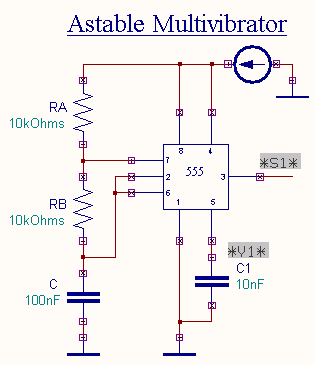 Astable Multivibrator
RA
10kOhms
8 4
7 555
2
3
*S1*
6
RB
10kOhms
1 5
*V1*
C
100nF
C1
10nF